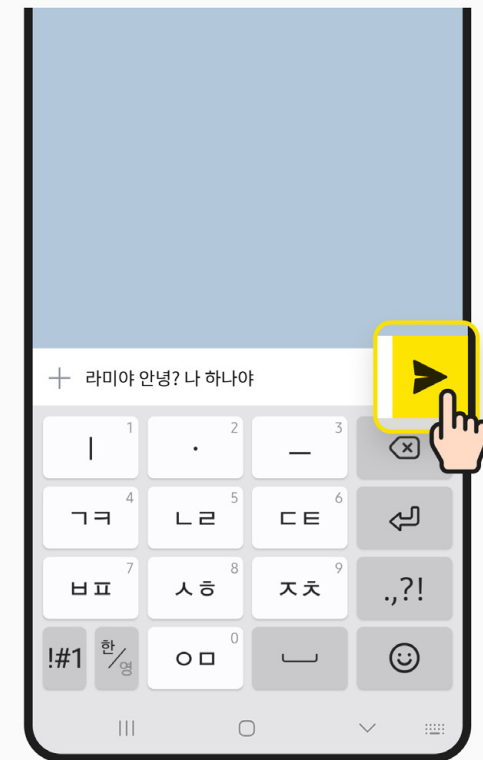 라미야 안녕? 나 하나야
ㅣ 1 · 2 ㅡ 3
ㄱㅋ 4 ㄴㄹ 5 ㄷㅌ 6
ㅂㅍ 7 ㅅㅎ 8 ㅈㅊ 9 .,?!
!#1 한/영 ㅇㅁ 0